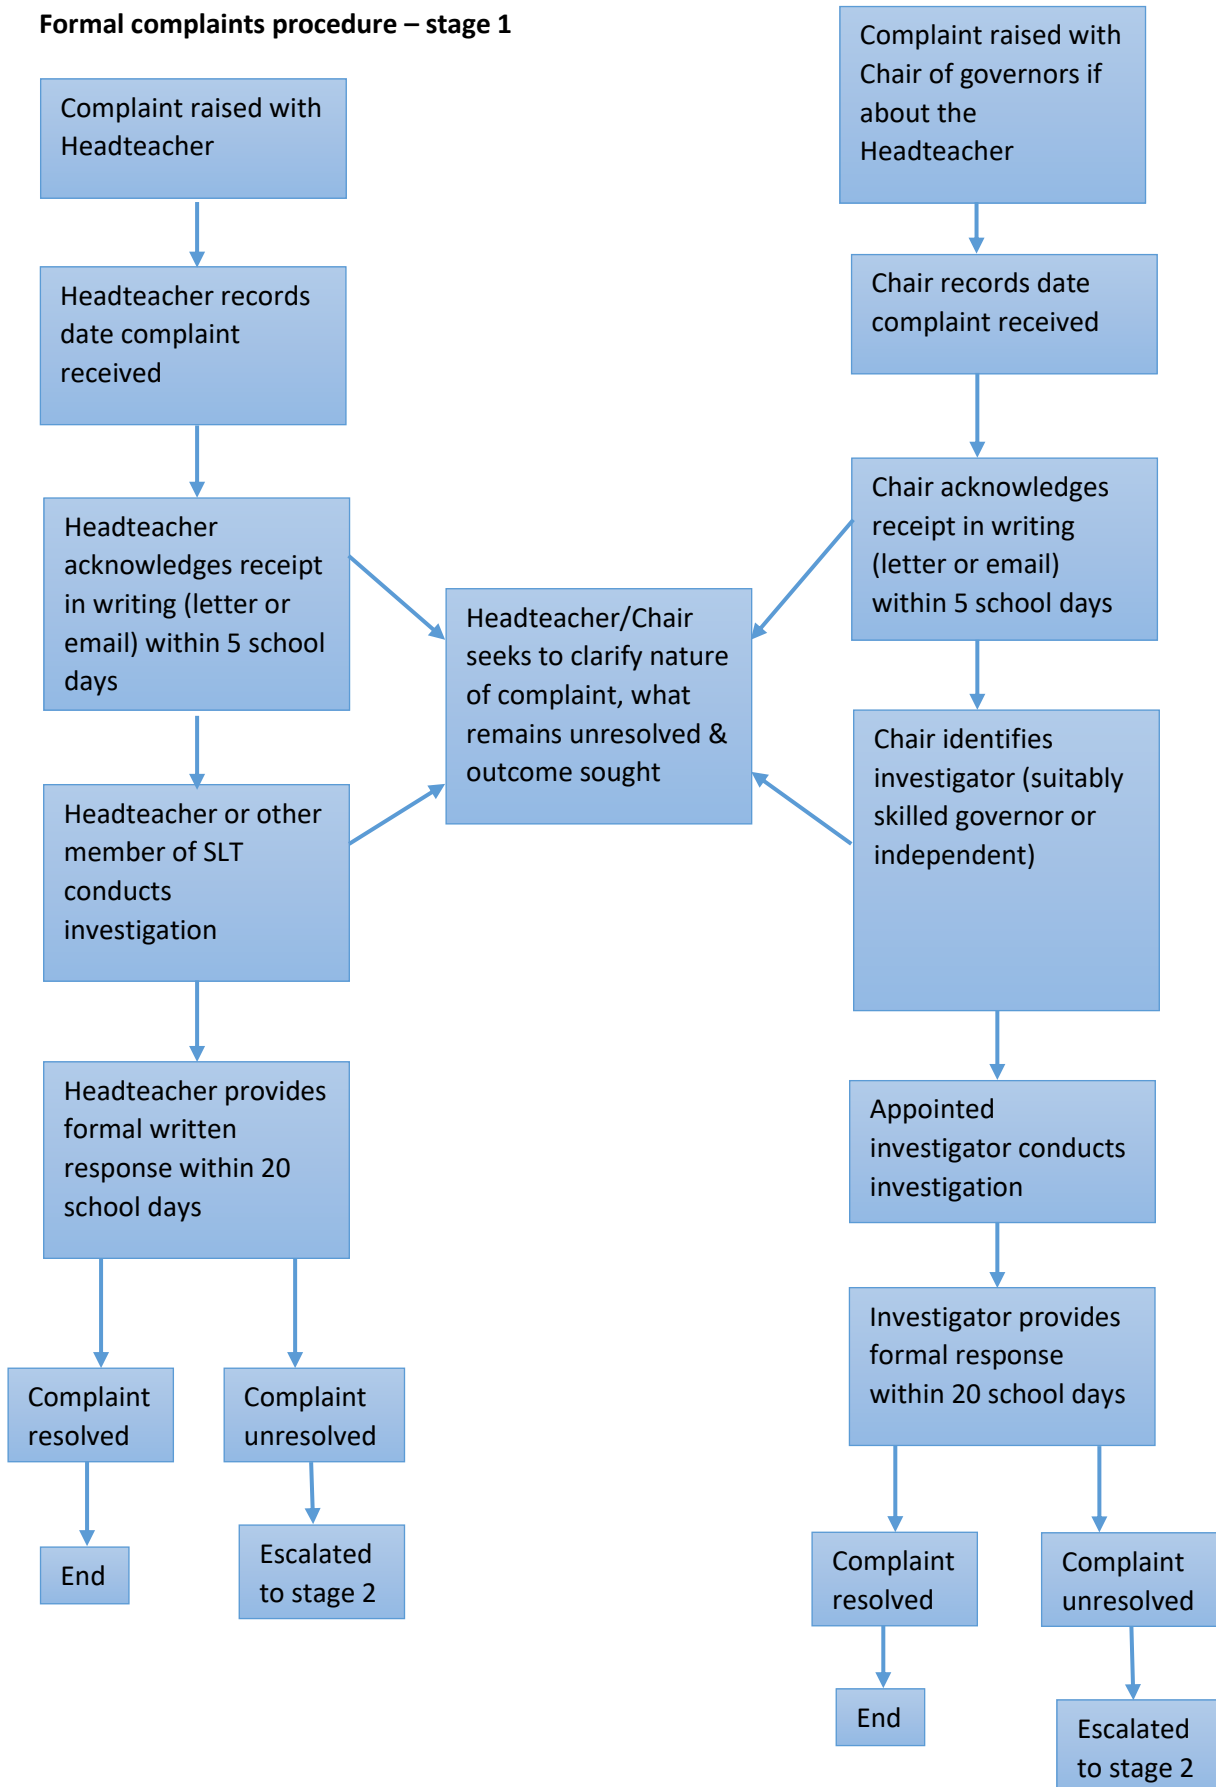 Formal complaints procedure – stage 1
Complaint raised with
Headteacher
Headteacher records
date complaint
received
Headteacher
acknowledges receipt
in writing (letter or
email) within 5 school
days
Headteacher or other
member of SLT
conducts
investigation
Headteacher provides
formal written
response within 20
school days
Complaint
resolved
End
Complaint
unresolved
Escalated
to stage 2
Headteacher/Chair
seeks to clarify nature
of complaint, what
remains unresolved &
outcome sought
Complaint raised with
Chair of governors if
about the
Headteacher
Chair records date
complaint received
Chair acknowledges
receipt in writing
(letter or email)
within 5 school days
Chair identifies
investigator (suitably
skilled governor or
independent)
Appointed
investigator conducts
investigation
Investigator provides
formal response
within 20 school days
Complaint
resolved
End
Complaint
unresolved
Escalated
to stage 2